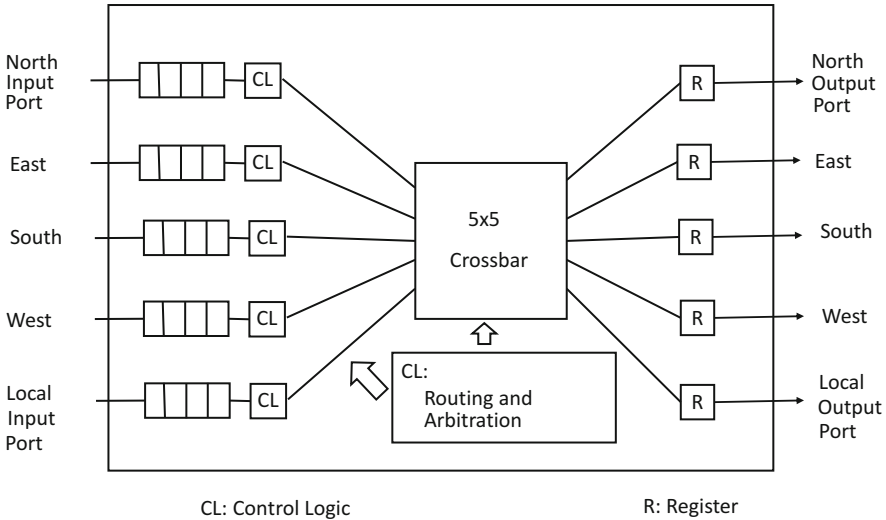 North
Input
Port
CL
R
North
Output
Port
East
CL
R
East
South
CL
5x5
Crossbar
R
South
West
CL
R
West
Local
Input
Port
CL
CL:
Routing and
Arbitration
R
Local
Output
Port
CL: Control Logic
R: Register